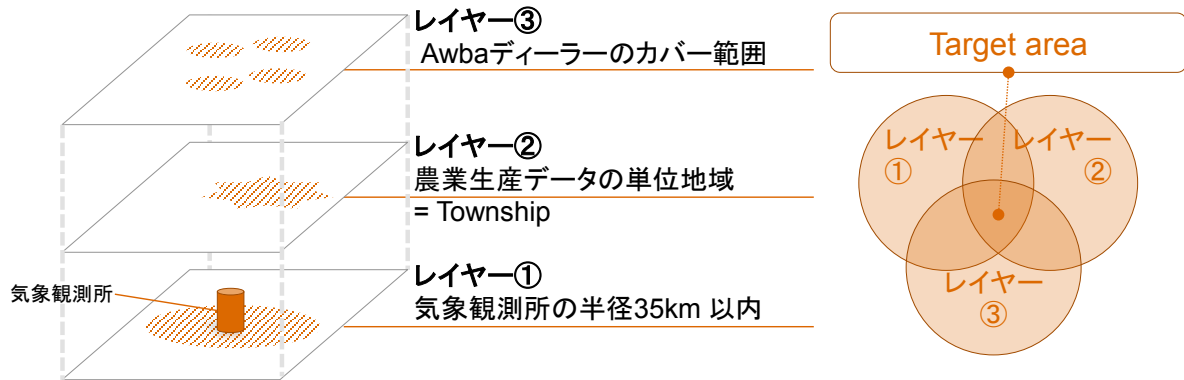 レイヤー③
Awbaディーラーのカバー範囲
レイヤー②
農業生産データの単位地域
= Township
レイヤー①
気象観測所の半径35km 以内
気象観測所
Target area
レイヤー
①
レイヤー
②
レイヤー
③